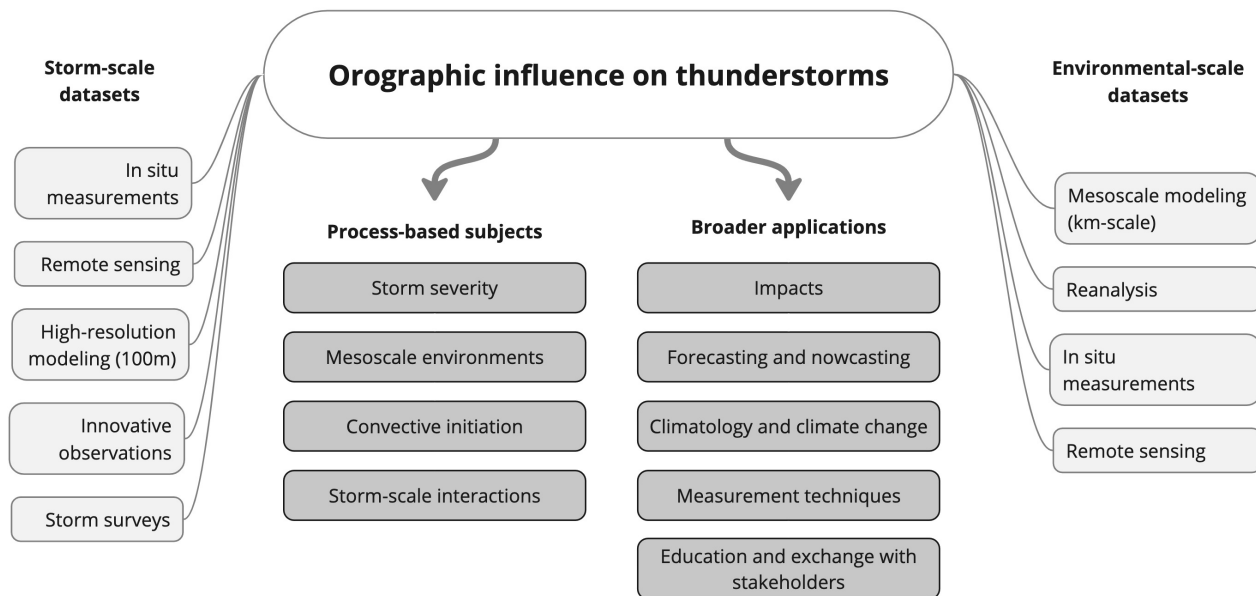 Orographic influence on thunderstorms
Storm-scale
datasets
In situ
measurements
Remote sensing
High-resolution
modeling (100m)
Innovative
observations
Storm surveys
Process-based subjects
Storm severity
Mesoscale environments
Convective initiation
Storm-scale interactions
Broader applications
Impacts
Forecasting and nowcasting
Climatology and climate change
Measurement techniques
Education and exchange with
stakeholders
Environmental-scale
datasets
Mesoscale modeling
(km-scale)
Reanalysis
In situ
measurements
Remote sensing